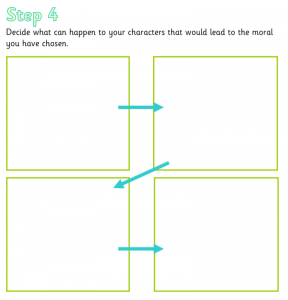 Step 4
Decide what can happen to your characters that would lead to the moral
you have chosen.